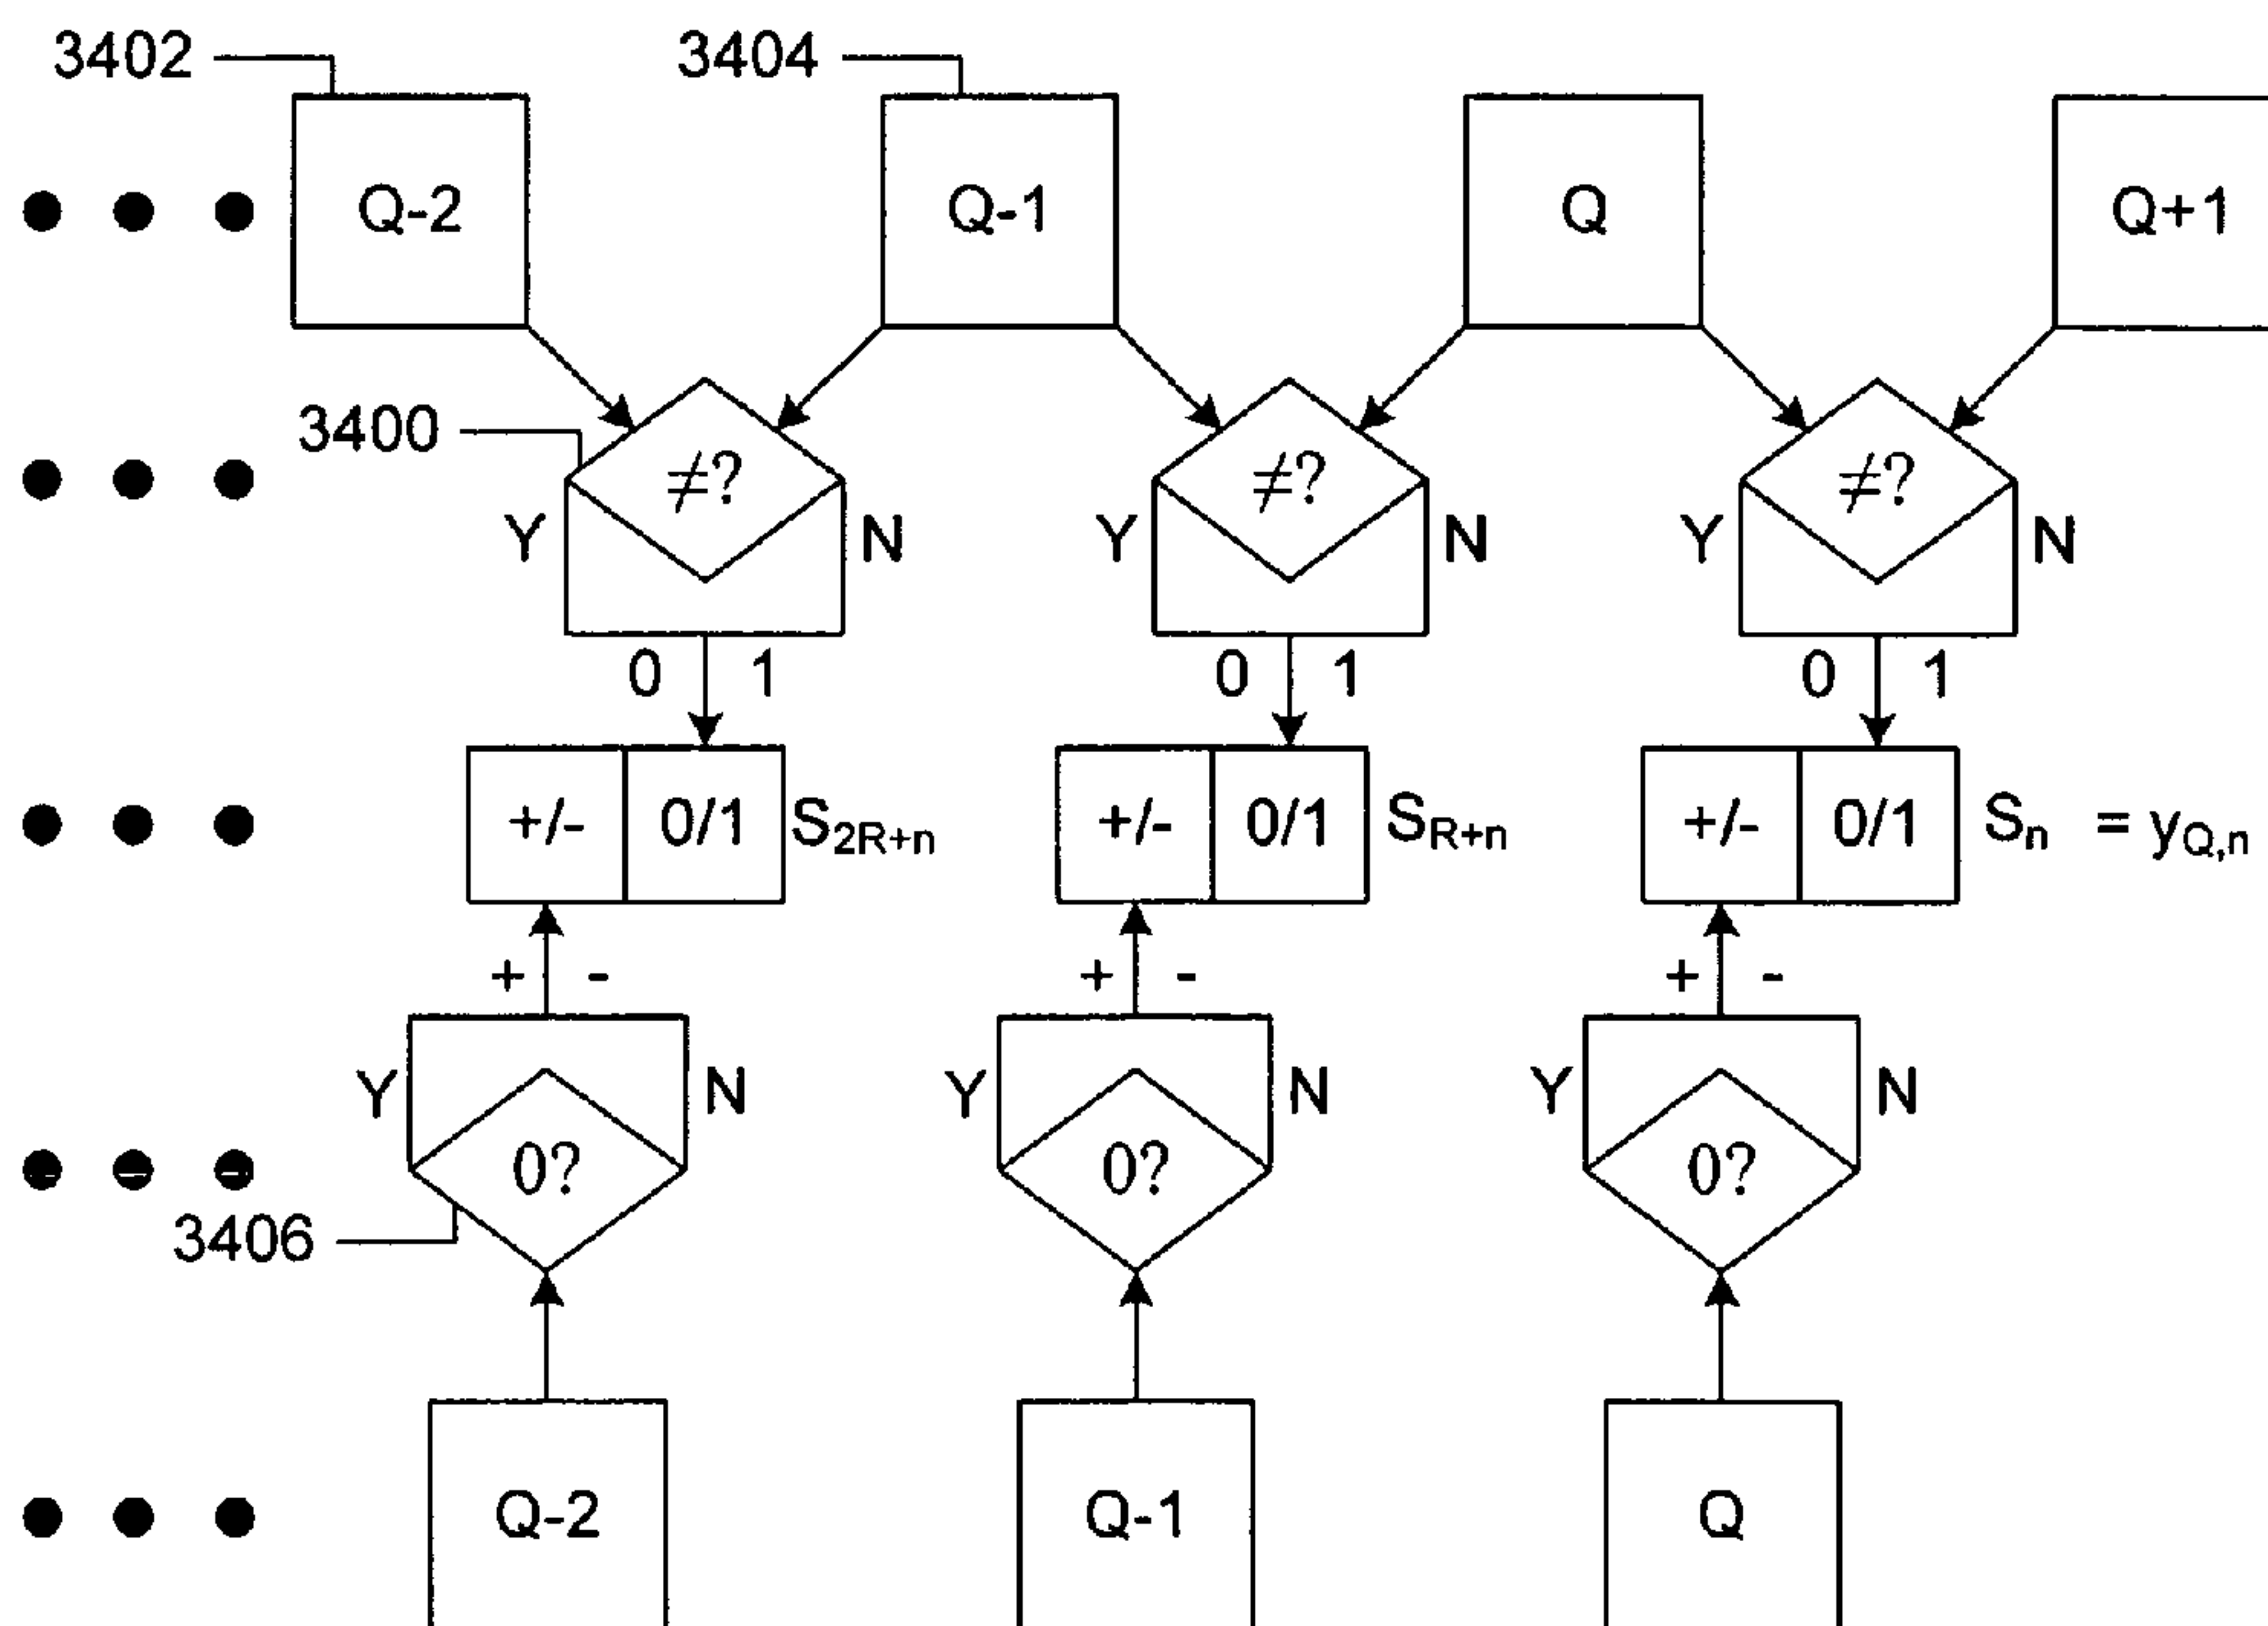 3402 3404
Q-2 Q-1 Q Q+1
3400 ≠? ≠? ≠?
Y N Y N Y N
0 1 0 1 0 1
+/- 0/1 S2R+n +/- 0/1 SR+n +/- 0/1 Sn = yQ,n
+ - + - + -
Y N Y N Y N
0? 0? 0?
3406
Q-2 Q-1 Q